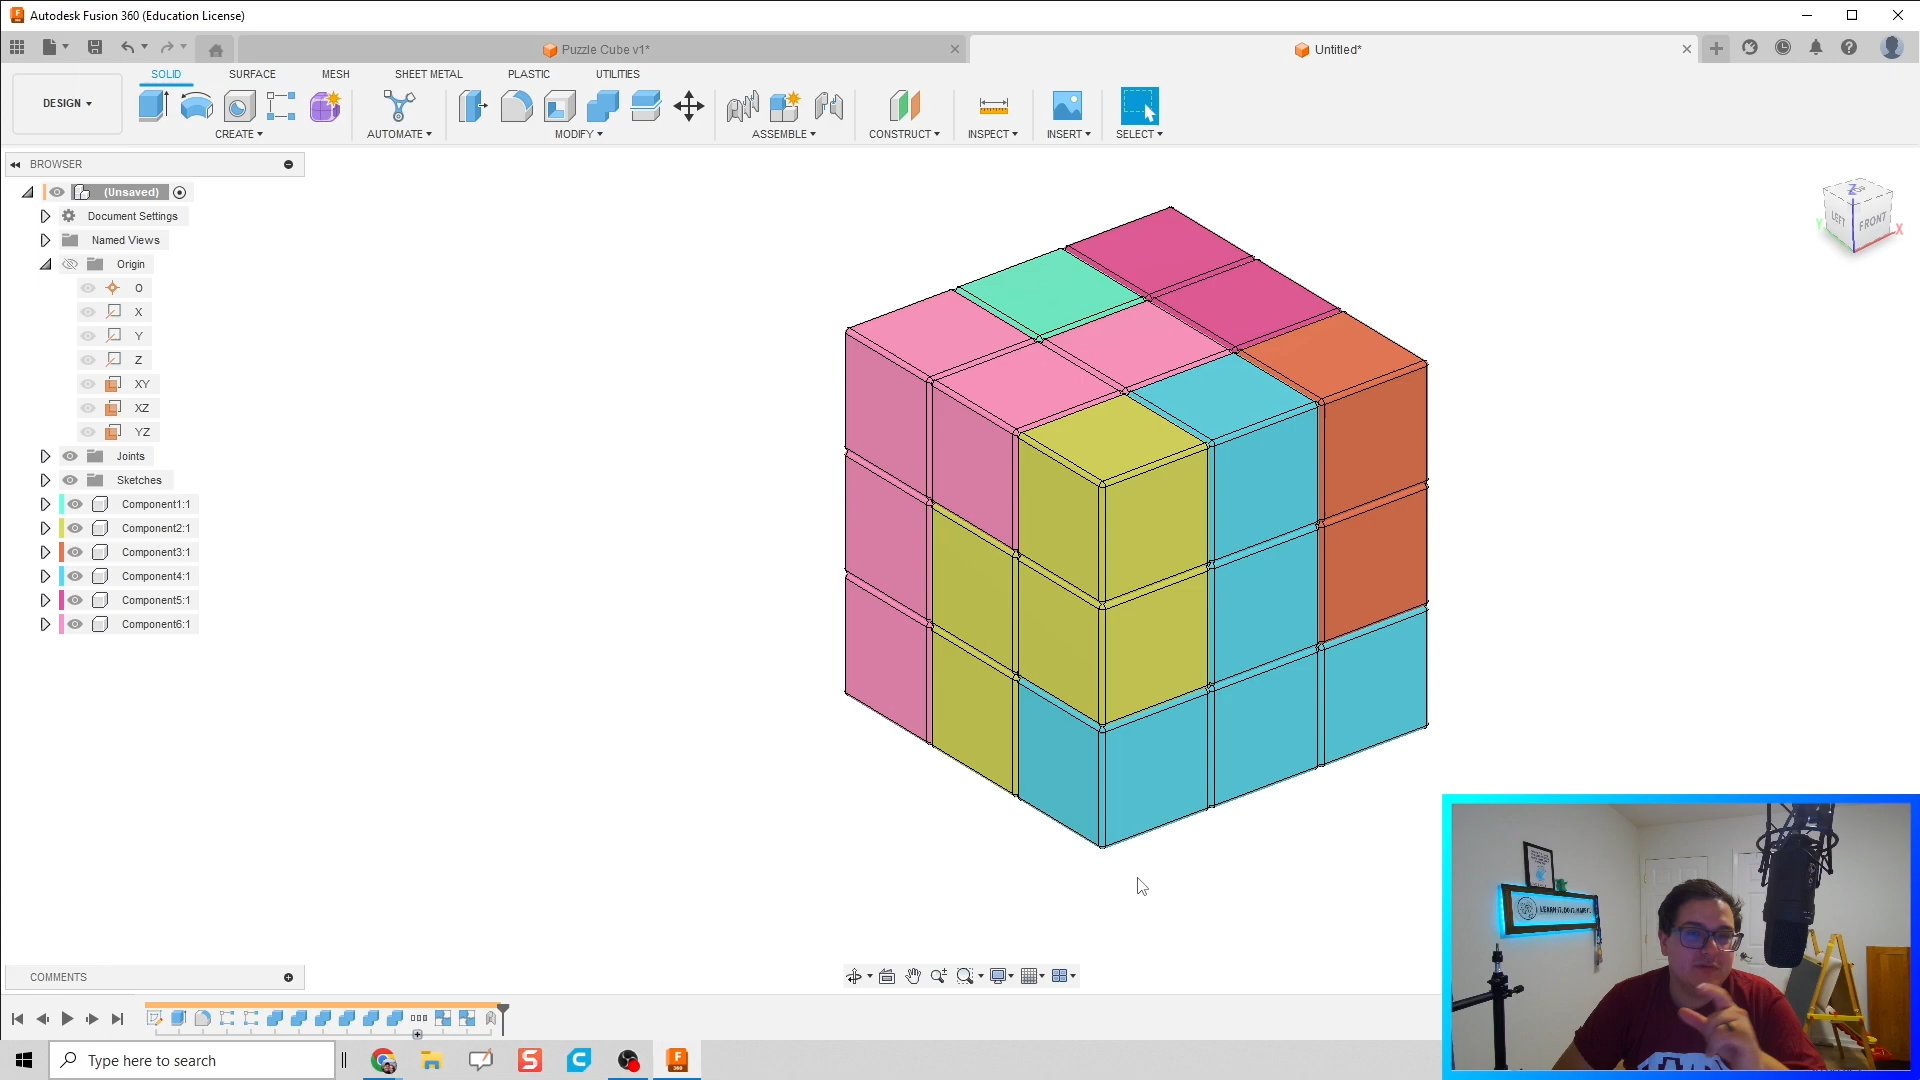 Autodesk Fusion 360 (Education License)
Puzzle Cube v1*
Untitled*
SOLID SURFACE MESH SHEET METAL PLASTIC UTILITIES
DESIGN
CREATE AUTOMATE MODIFY ASSEMBLE CONSTRUCT INSPECT INSERT SELECT
BROWSER
(Unsaved)
Document Settings
Named Views
Origin
O
X
Y
Z
XY
XZ
YZ
Joints
Sketches
Component1:1
Component2:1
Component3:1
Component4:1
Component5:1
Component6:1
Z
LEFT
FRONT
Y
X
COMMENTS
Type here to search